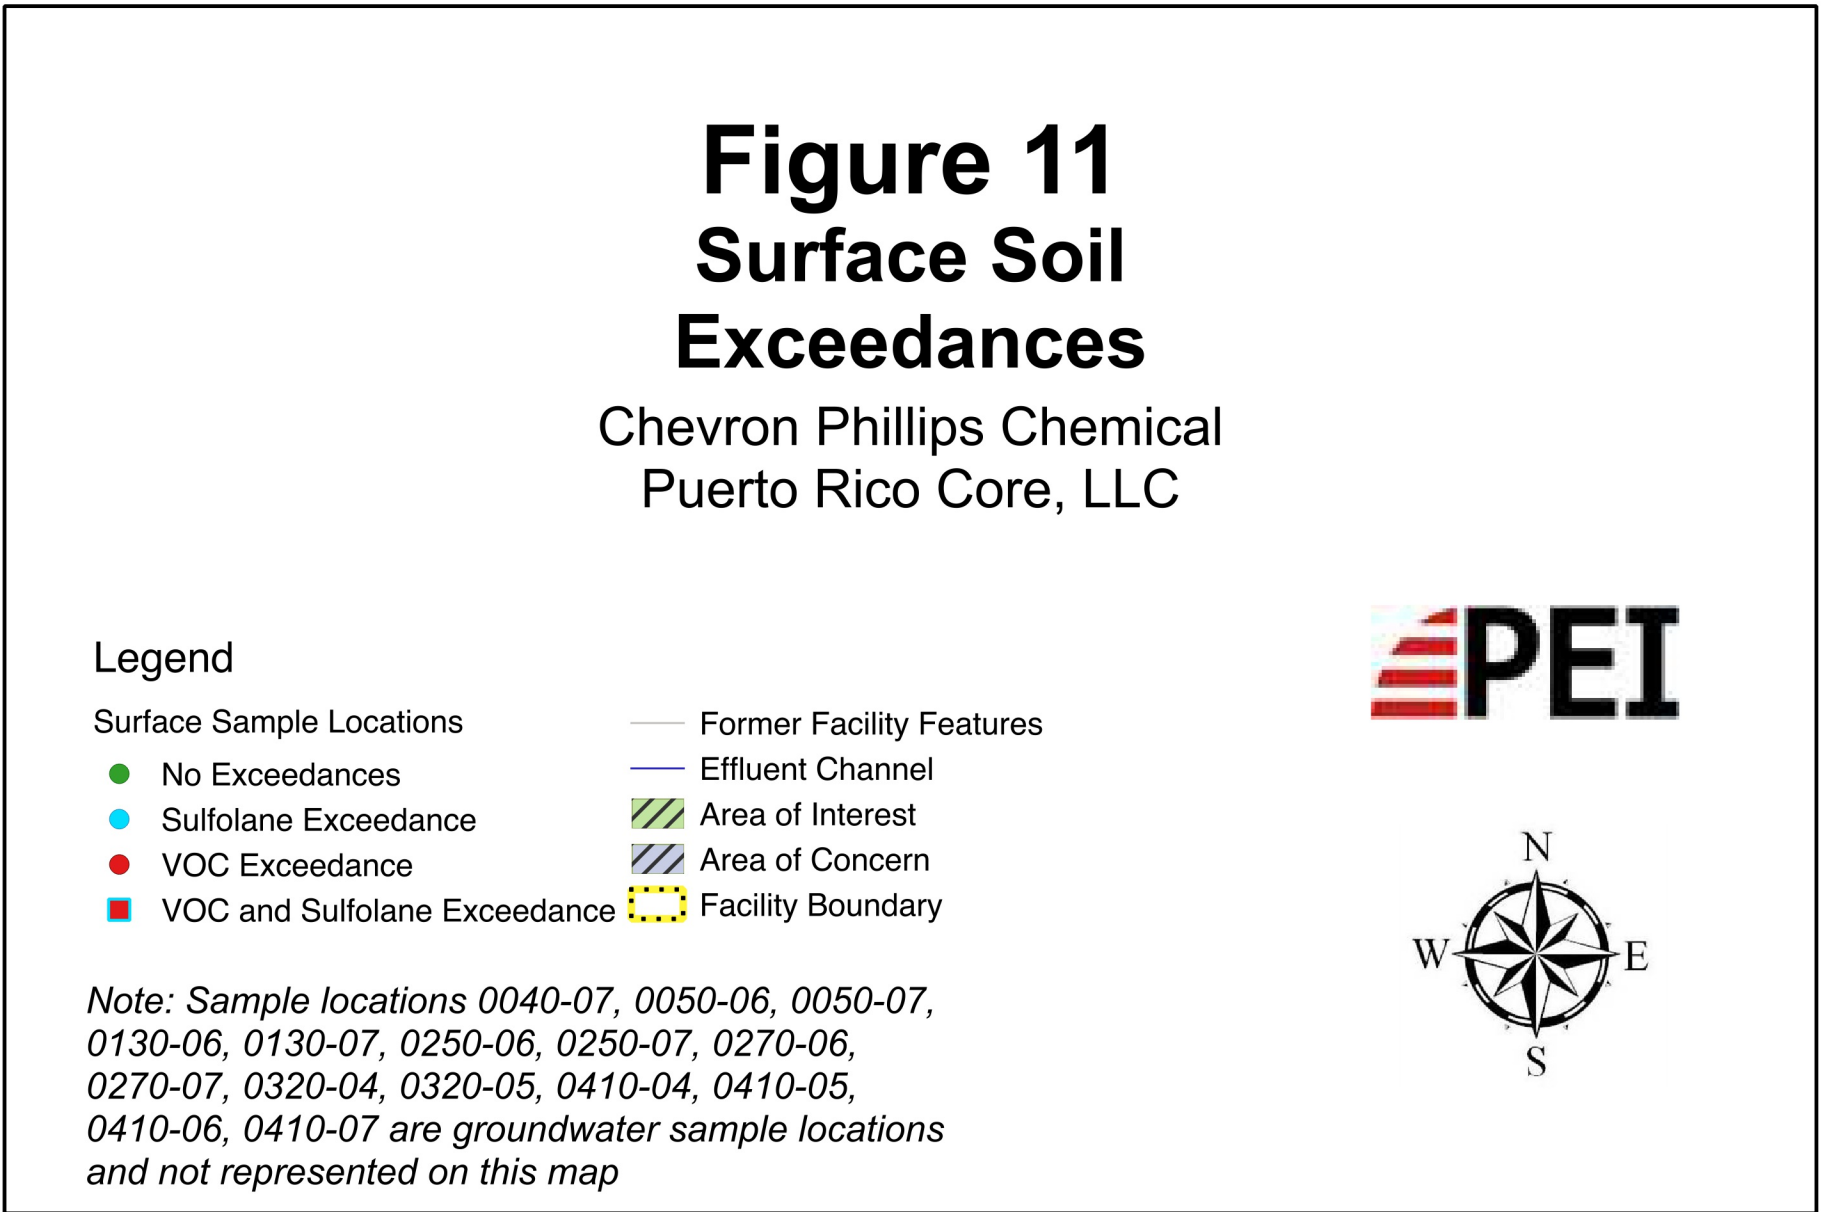 Figure 11
Surface Soil
Exceedances
Chevron Phillips Chemical
Puerto Rico Core, LLC
PEI
Legend
Surface Sample Locations
No Exceedances
Sulfolane Exceedance
VOC Exceedance
VOC and Sulfolane Exceedance
Former Facility Features
Effluent Channel
Area of Interest
Area of Concern
Facility Boundary
N
W
E
S
Note: Sample locations 0040-07, 0050-06, 0050-07,
0130-06, 0130-07, 0250-06, 0250-07, 0270-06,
0270-07, 0320-04, 0320-05, 0410-04, 0410-05,
0410-06, 0410-07 are groundwater sample locations
and not represented on this map